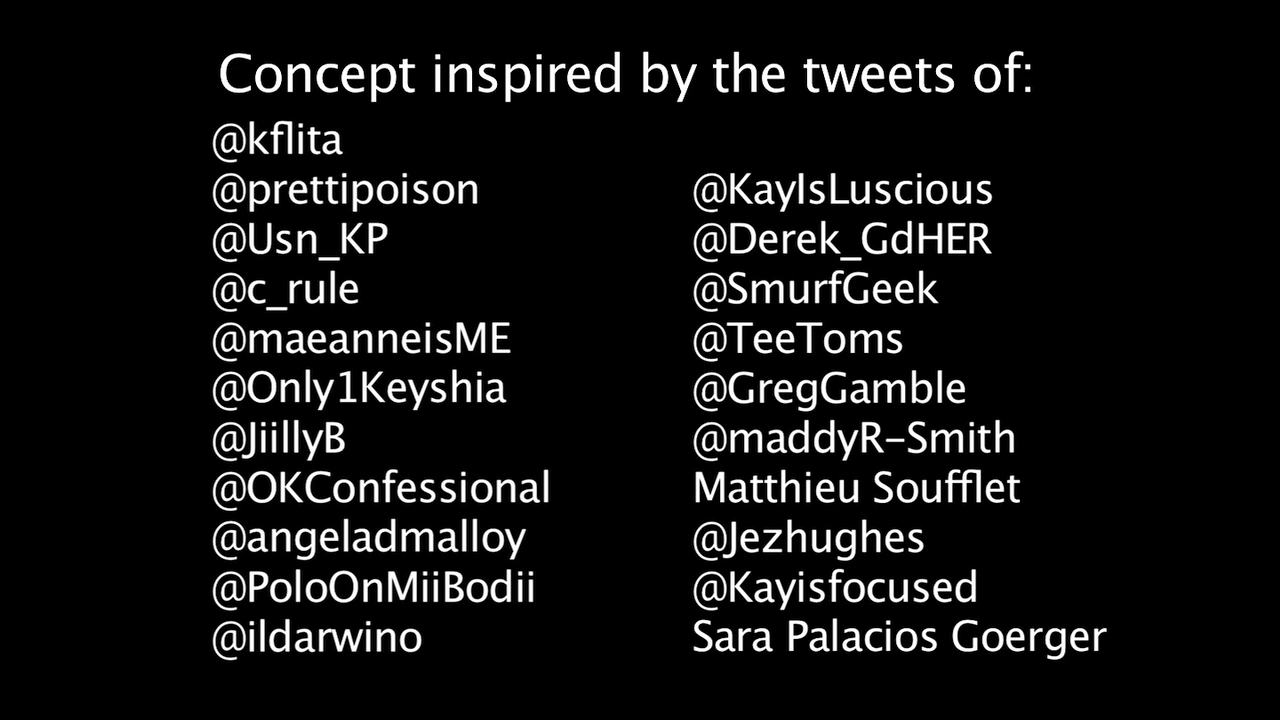 Concept inspired by the tweets of:
@kflita
@prettipoison
@Usn_KP
@c_rule
@maeanneisME
@Only1Keyshia
@JiillyB
@OKConfessional
@angeladmalloy
@PoloOnMiiBodii
@ildarwino
@KayIsLuscious
@Derek_GdHER
@SmurfGeek
@TeeToms
@GregGamble
@maddyR-Smith
Matthieu Soufflet
@Jezhughes
@Kayisfocused
Sara Palacios Goerger